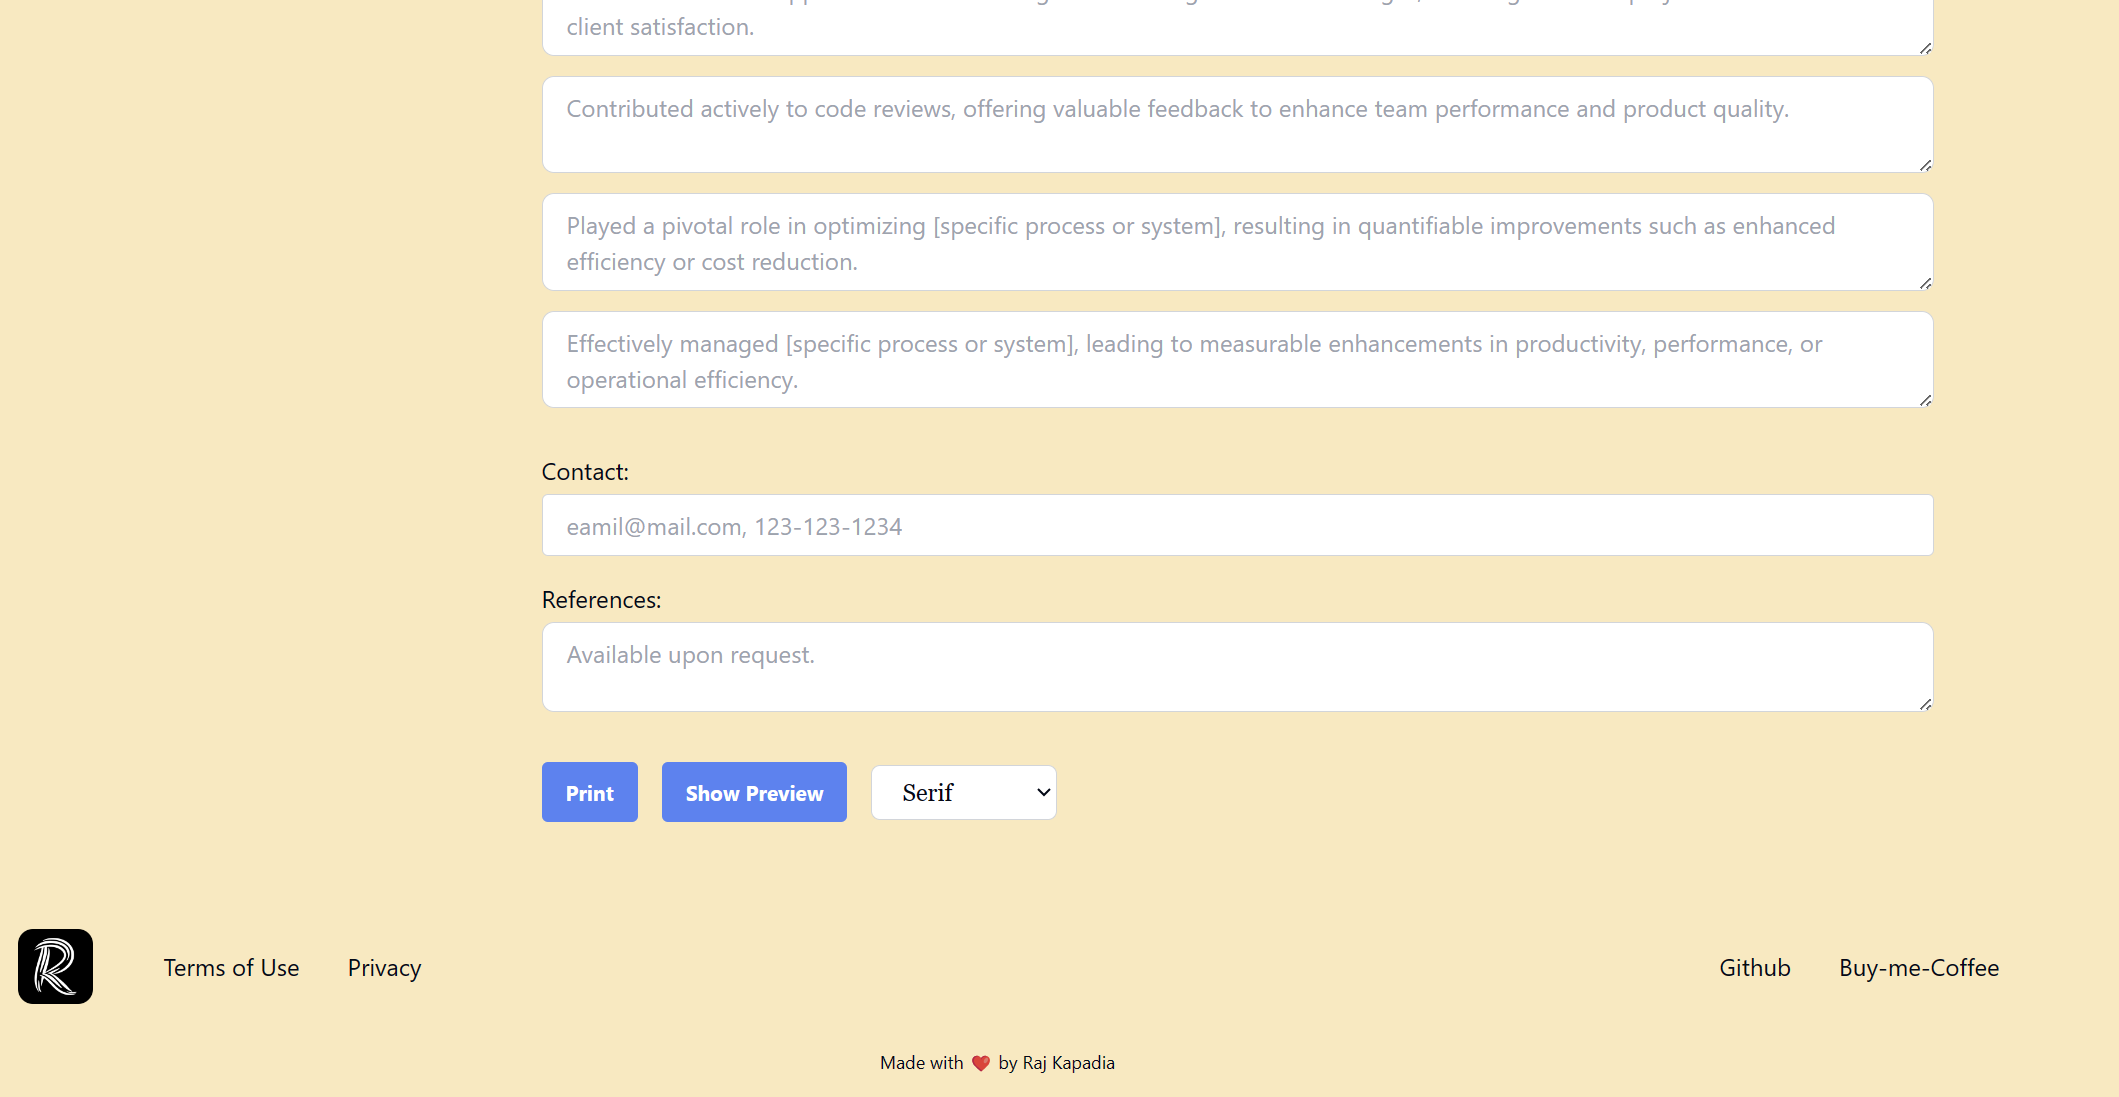 client satisfaction.
Contributed actively to code reviews, offering valuable feedback to enhance team performance and product quality.
Played a pivotal role in optimizing [specific process or system], resulting in quantifiable improvements such as enhanced
efficiency or cost reduction.
Effectively managed [specific process or system], leading to measurable enhancements in productivity, performance, or
operational efficiency.
Contact:
eamil@mail.com, 123-123-1234
References:
Available upon request.
Print
Show Preview
Serif
R
Terms of Use
Privacy
Github
Buy-me-Coffee
Made with ❤️ by Raj Kapadia